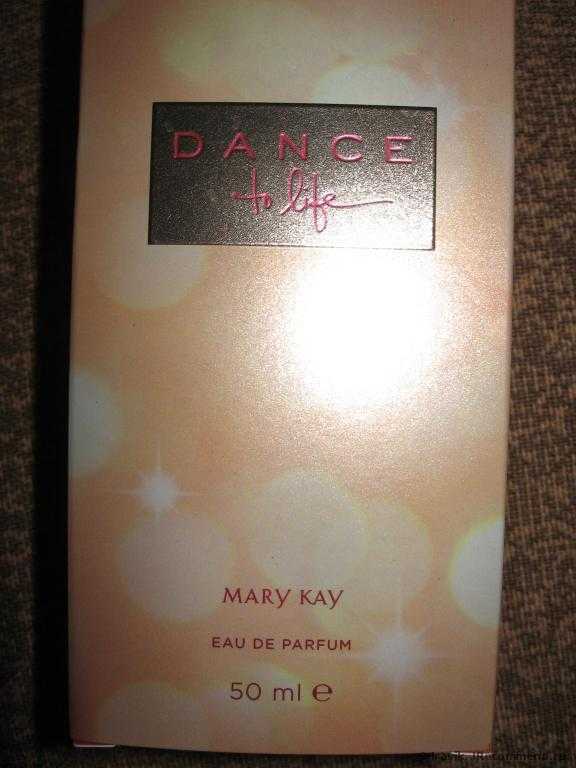 DANCE
to life
MARY KAY
EAU DE PARFUM
50 ml ℮